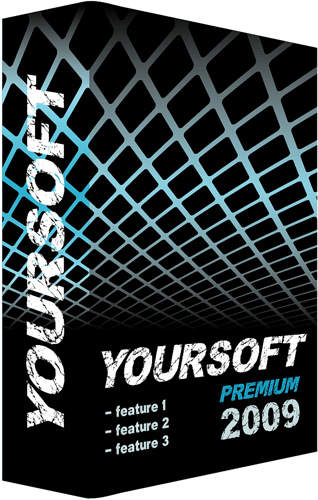 YOURSOFT
YOURSOFT
PREMIUM
2009
- feature 1
- feature 2
- feature 3